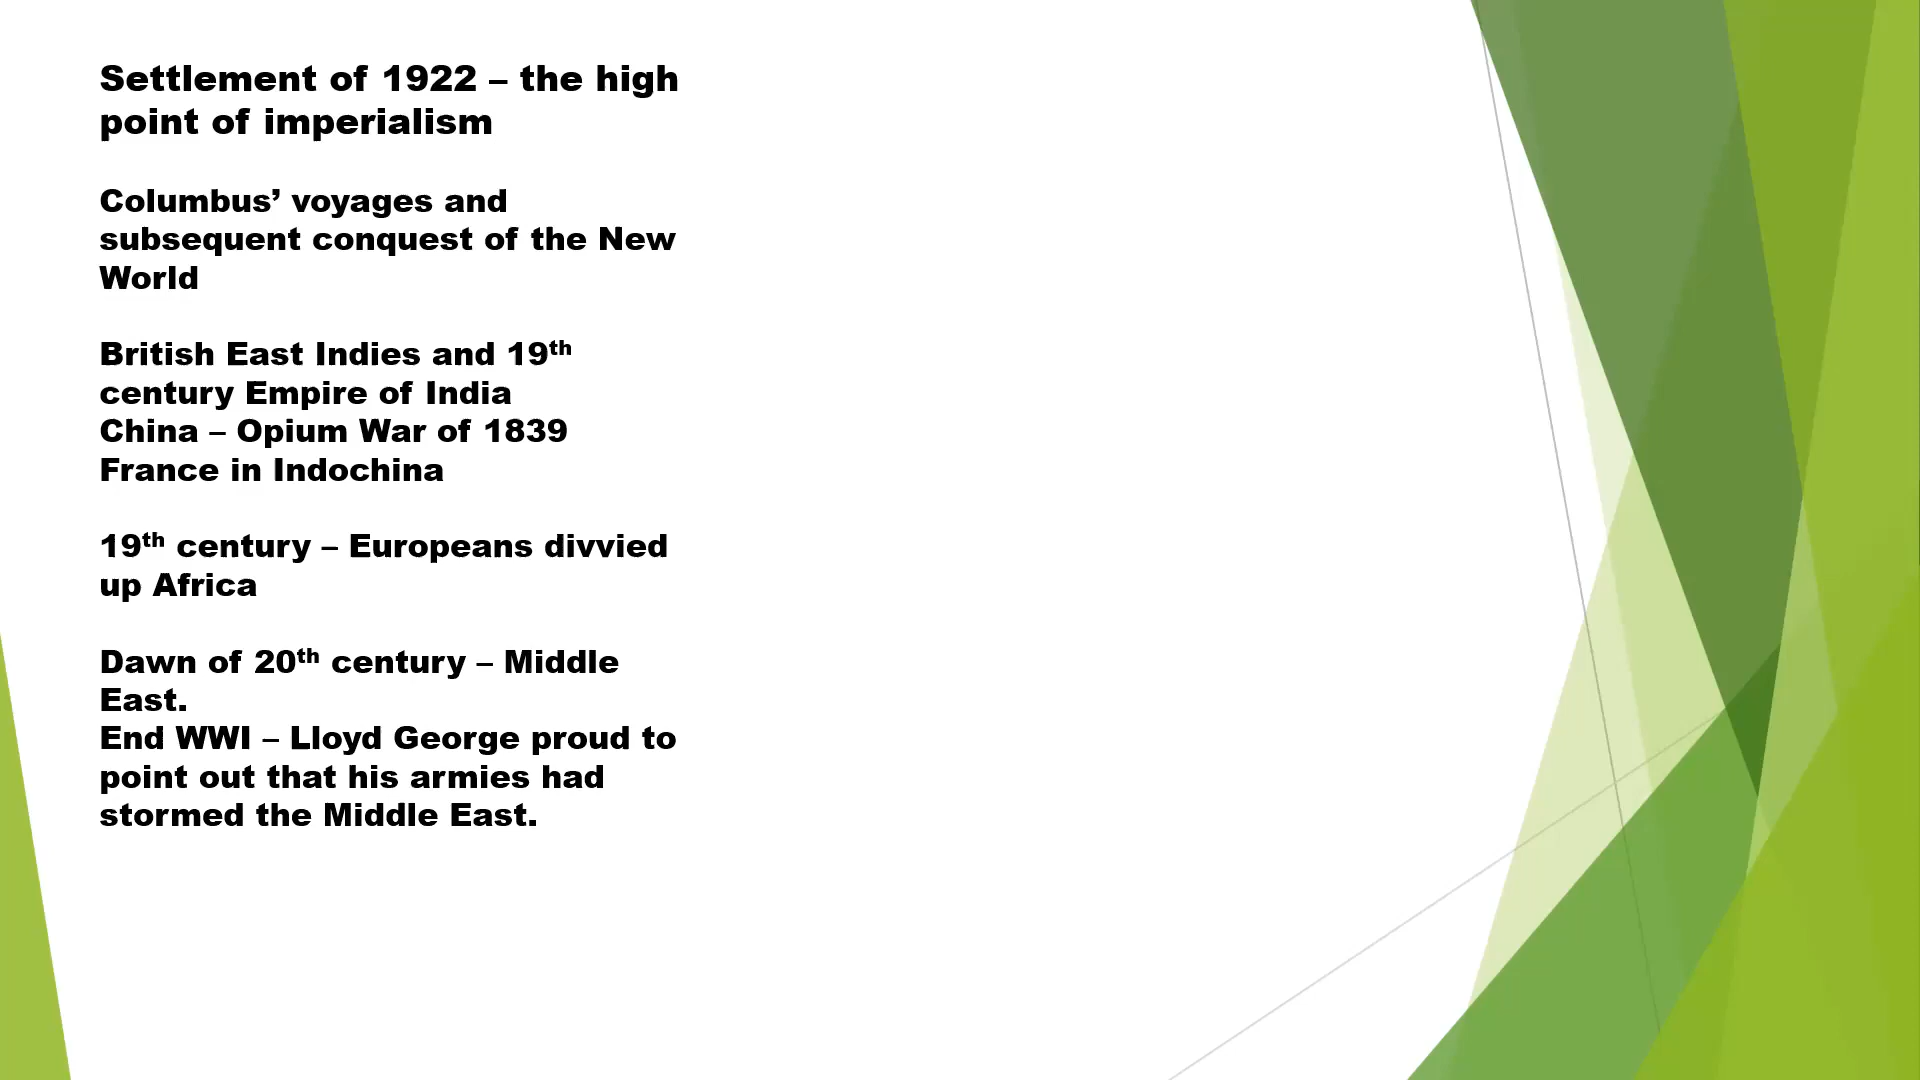 Settlement of 1922 – the high
point of imperialism
Columbus’ voyages and
subsequent conquest of the New
World
British East Indies and 19th
century Empire of India
China – Opium War of 1839
France in Indochina
19th century – Europeans divvied
up Africa
Dawn of 20th century – Middle
East.
End WWI – Lloyd George proud to
point out that his armies had
stormed the Middle East.